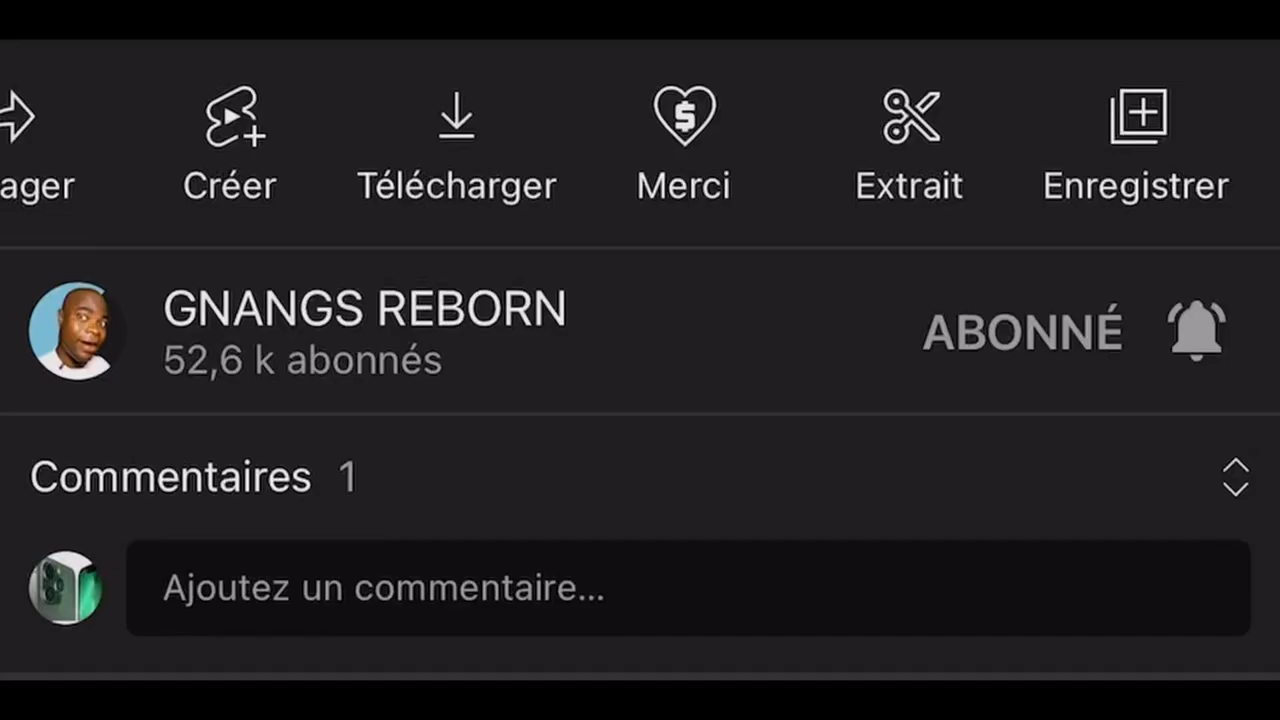 ager Créer Télécharger Merci Extrait Enregistrer
GNANGS REBORN
52,6 k abonnés
ABONNÉ
Commentaires 1
Ajoutez un commentaire...